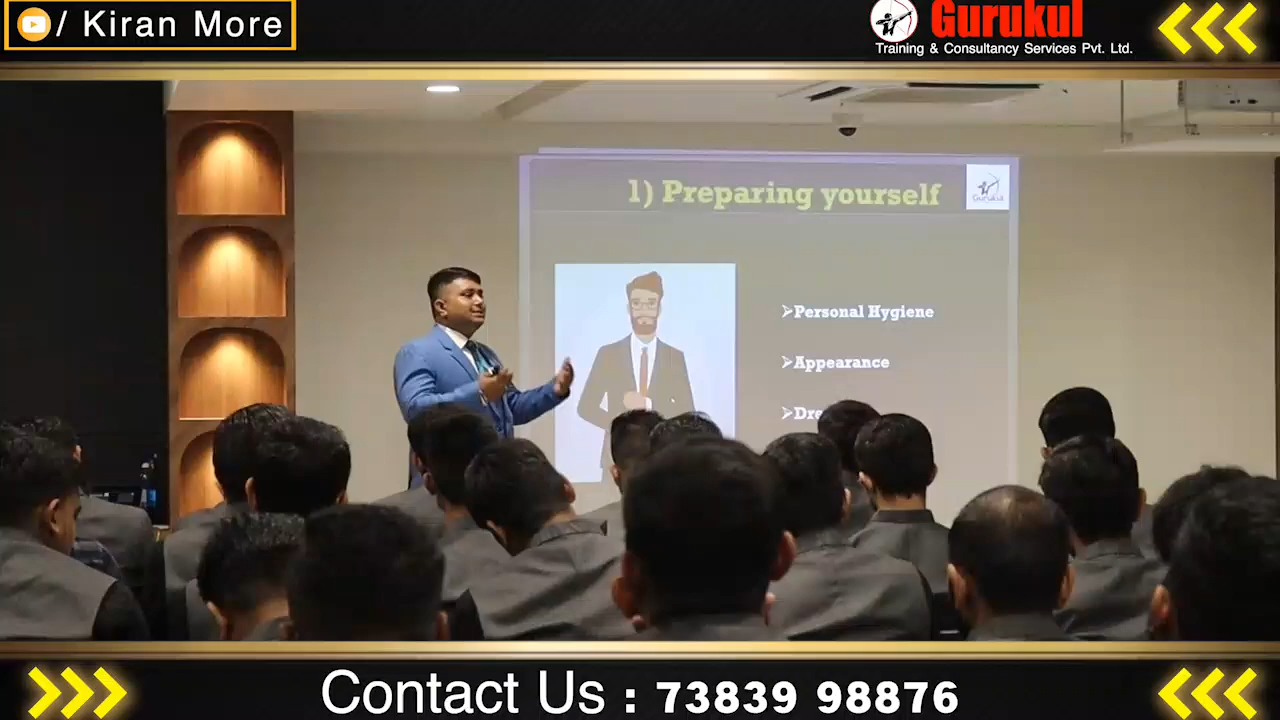 / Kiran More
Gurukul
Training & Consultancy Services Pvt. Ltd.
1) Preparing yourself
Gurukul
➢Personal Hygiene
➢Appearance
Contact Us : 73839 98876